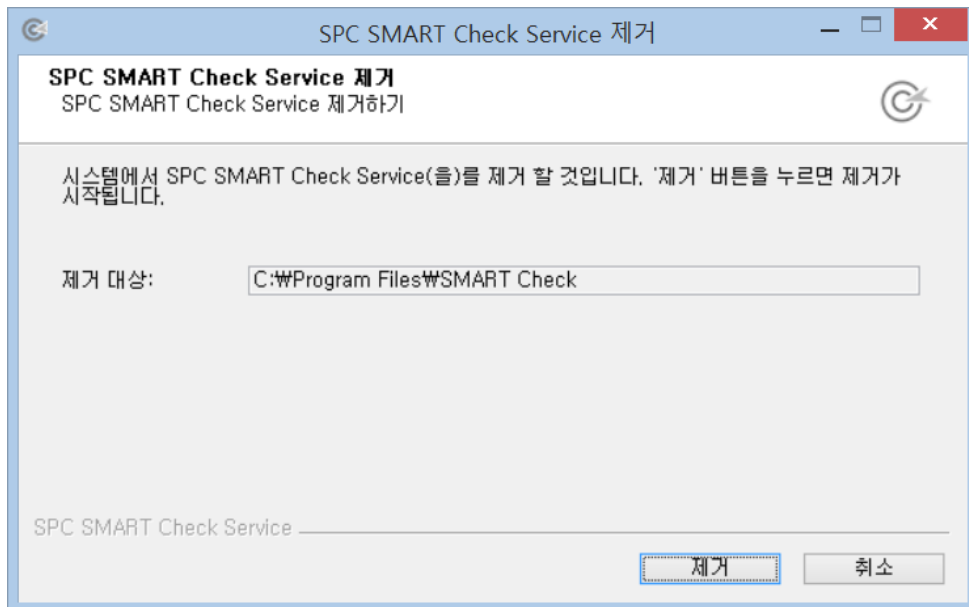 SPC SMART Check Service 제거
SPC SMART Check Service 제거
SPC SMART Check Service 제거하기
시스템에서 SPC SMART Check Service(을)를 제거 할 것입니다. '제거' 버튼을 누르면 제거가
시작됩니다.
제거 대상: C:₩Program Files₩SMART Check
SPC SMART Check Service
제거 취소